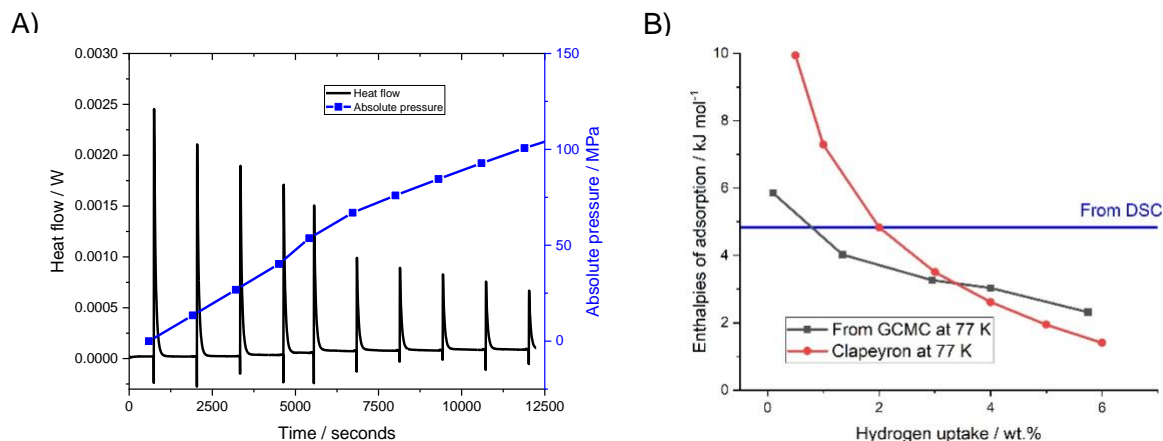 A)
0.0030
0.0025
0.0020
0.0015
0.0010
0.0005
0.0000
Heat flow / W
Heat flow
Absolute pressure
150
100
50
0
Absolute pressure / MPa
0
2500
5000
7500
10000
12500
Time / seconds
B)
10
8
6
4
2
0
Enthalpies of adsorption / kJ mol⁻¹
From DSC
From GCMC at 77 K
Clapeyron at 77 K
0
2
4
6
Hydrogen uptake / wt.%